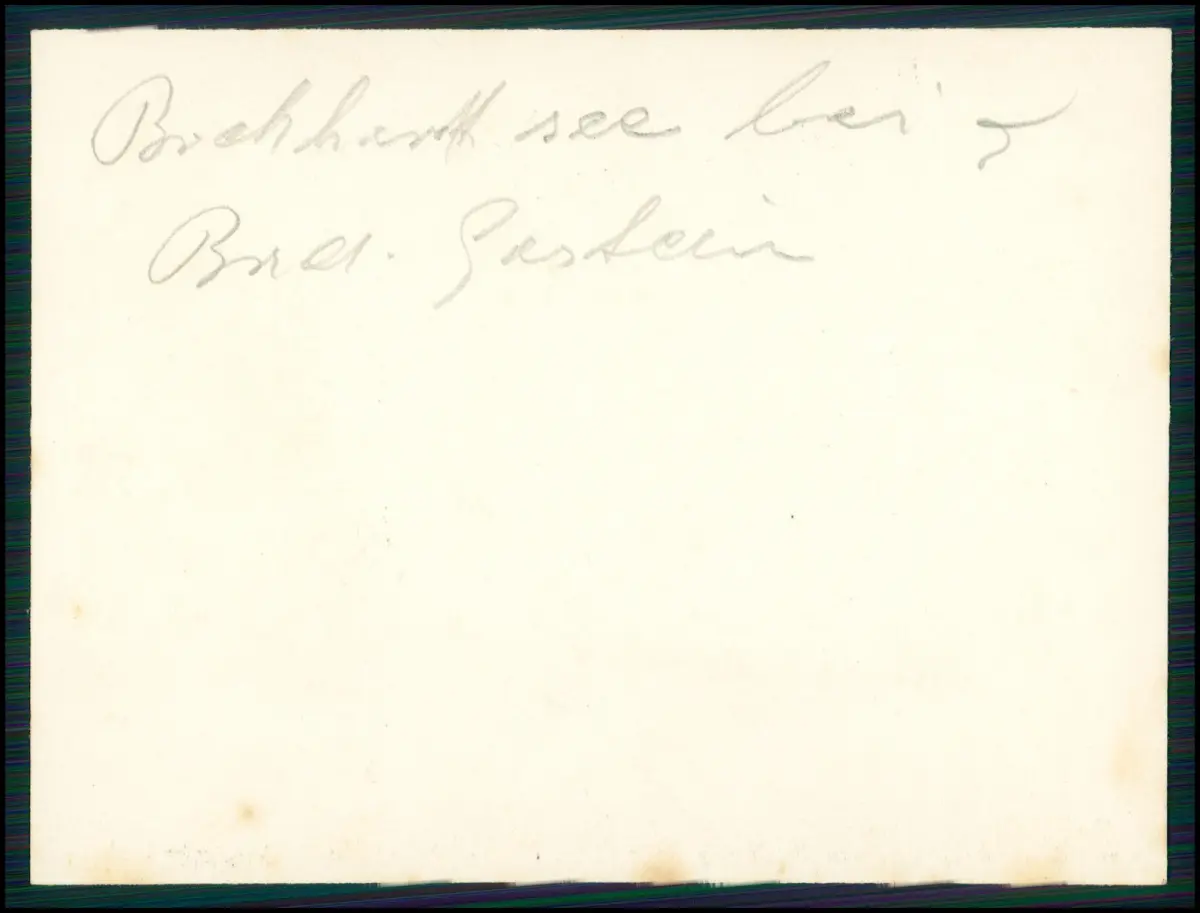 Bockhart see bei
Bad. Gastein